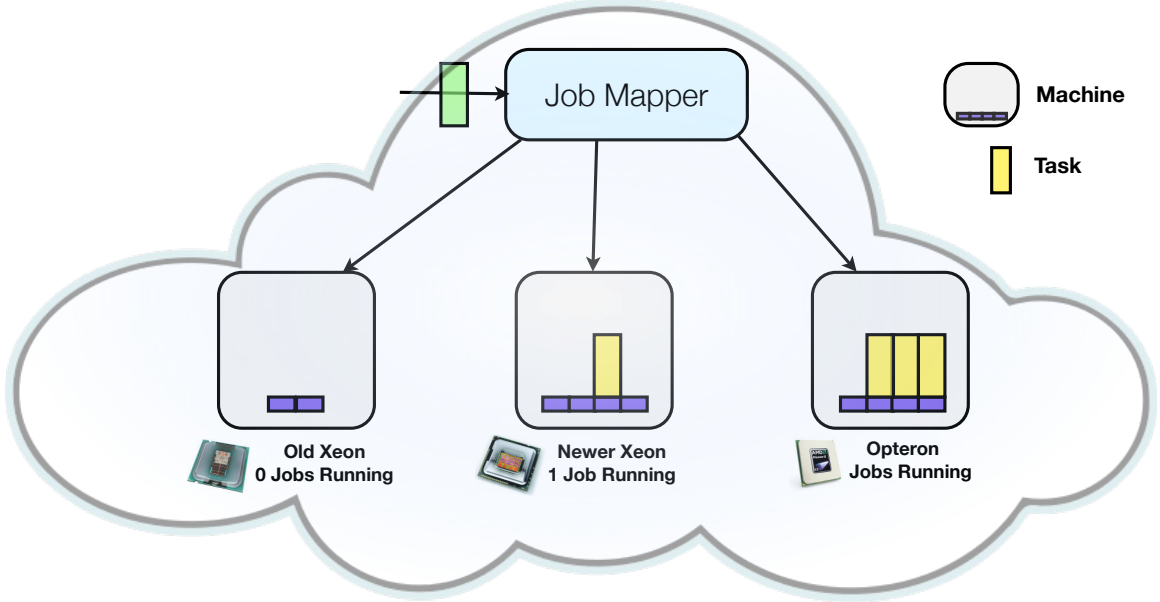 Job Mapper
Machine
Task
Old Xeon
0 Jobs Running
Newer Xeon
1 Job Running
Opteron
Jobs Running